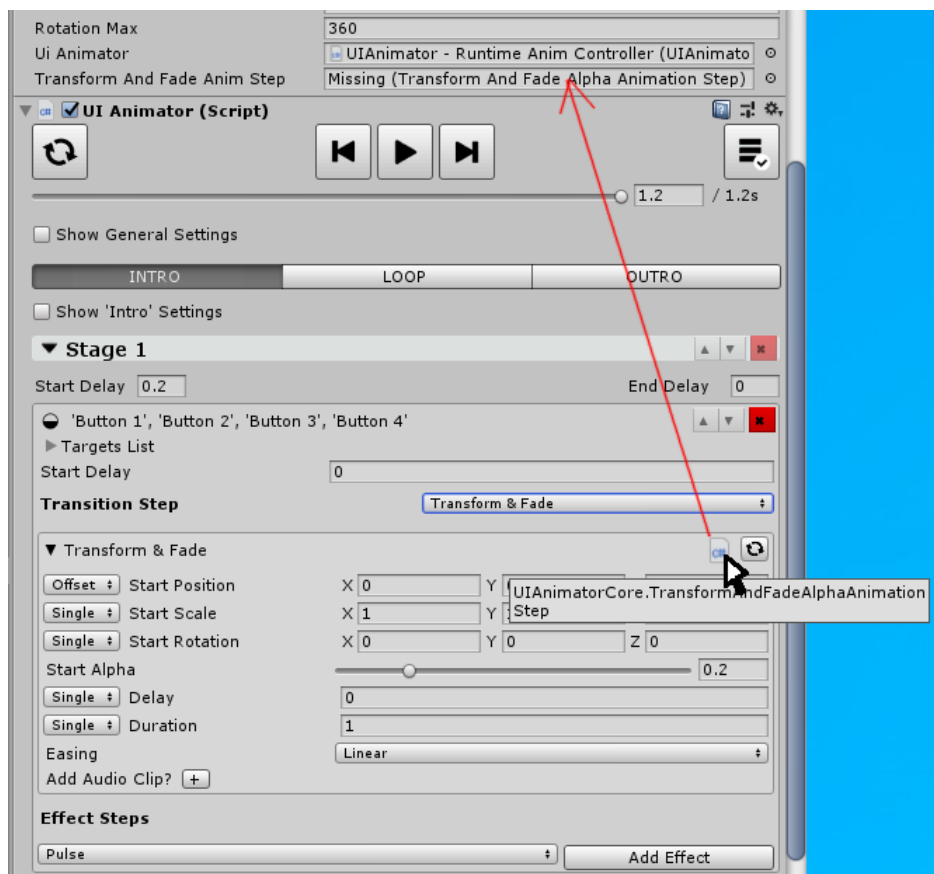 Rotation Max 360
Ui Animator UIAnimator - Runtime Anim Controller (UIAnimato
Transform And Fade Anim Step Missing (Transform And Fade Alpha Animation Step)
c# UI Animator (Script)
1.2 / 1.2s
Show General Settings
INTRO LOOP OUTRO
Show 'Intro' Settings
Stage 1
Start Delay 0.2 End Delay 0
'Button 1', 'Button 2', 'Button 3', 'Button 4'
Targets List
Start Delay 0
Transition Step Transform & Fade
Transform & Fade c#
Offset Start Position X 0 Y
UIAnimatorCore.TransformAndFadeAlphaAnimation
Step
Single Start Scale X 1 Y
Single Start Rotation X 0 Y 0 Z 0
Start Alpha 0.2
Single Delay 0
Single Duration 1
Easing Linear
Add Audio Clip? +
Effect Steps
Pulse Add Effect